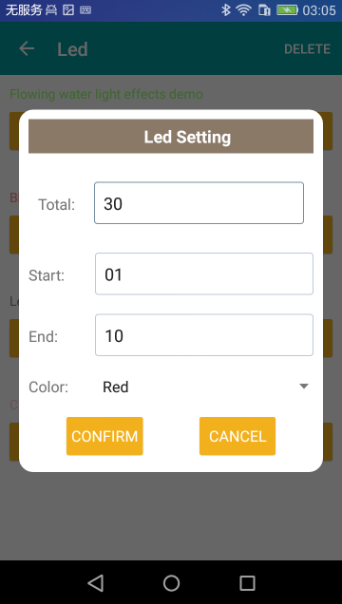 无服务 03:05
Led DELETE
Flowing water light effects demo
Led Setting
Total: 30
Start: 01
End: 10
Color: Red
CONFIRM CANCEL